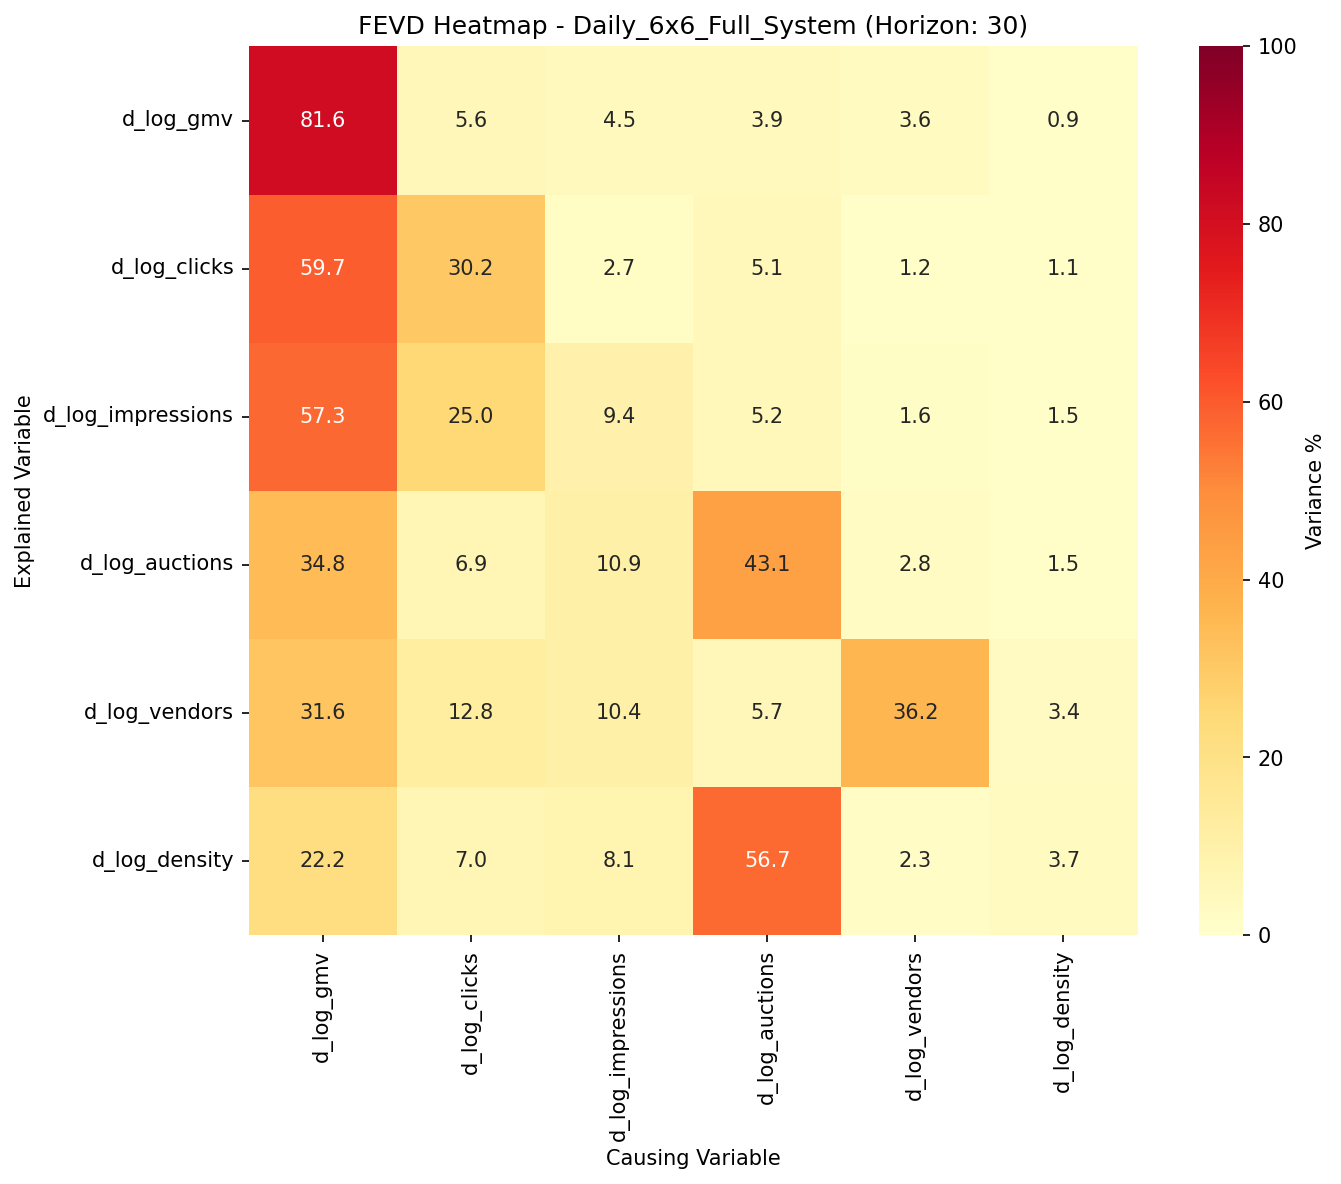 FEVD Heatmap - Daily_6x6_Full_System (Horizon: 30)
Explained Variable
d_log_gmv 81.6 5.6 4.5 3.9 3.6 0.9
d_log_clicks 59.7 30.2 2.7 5.1 1.2 1.1
d_log_impressions 57.3 25.0 9.4 5.2 1.6 1.5
d_log_auctions 34.8 6.9 10.9 43.1 2.8 1.5
d_log_vendors 31.6 12.8 10.4 5.7 36.2 3.4
d_log_density 22.2 7.0 8.1 56.7 2.3 3.7
d_log_gmv
d_log_clicks
d_log_impressions
d_log_auctions
d_log_vendors
d_log_density
Causing Variable
100
80
60
40
20
0
Variance %